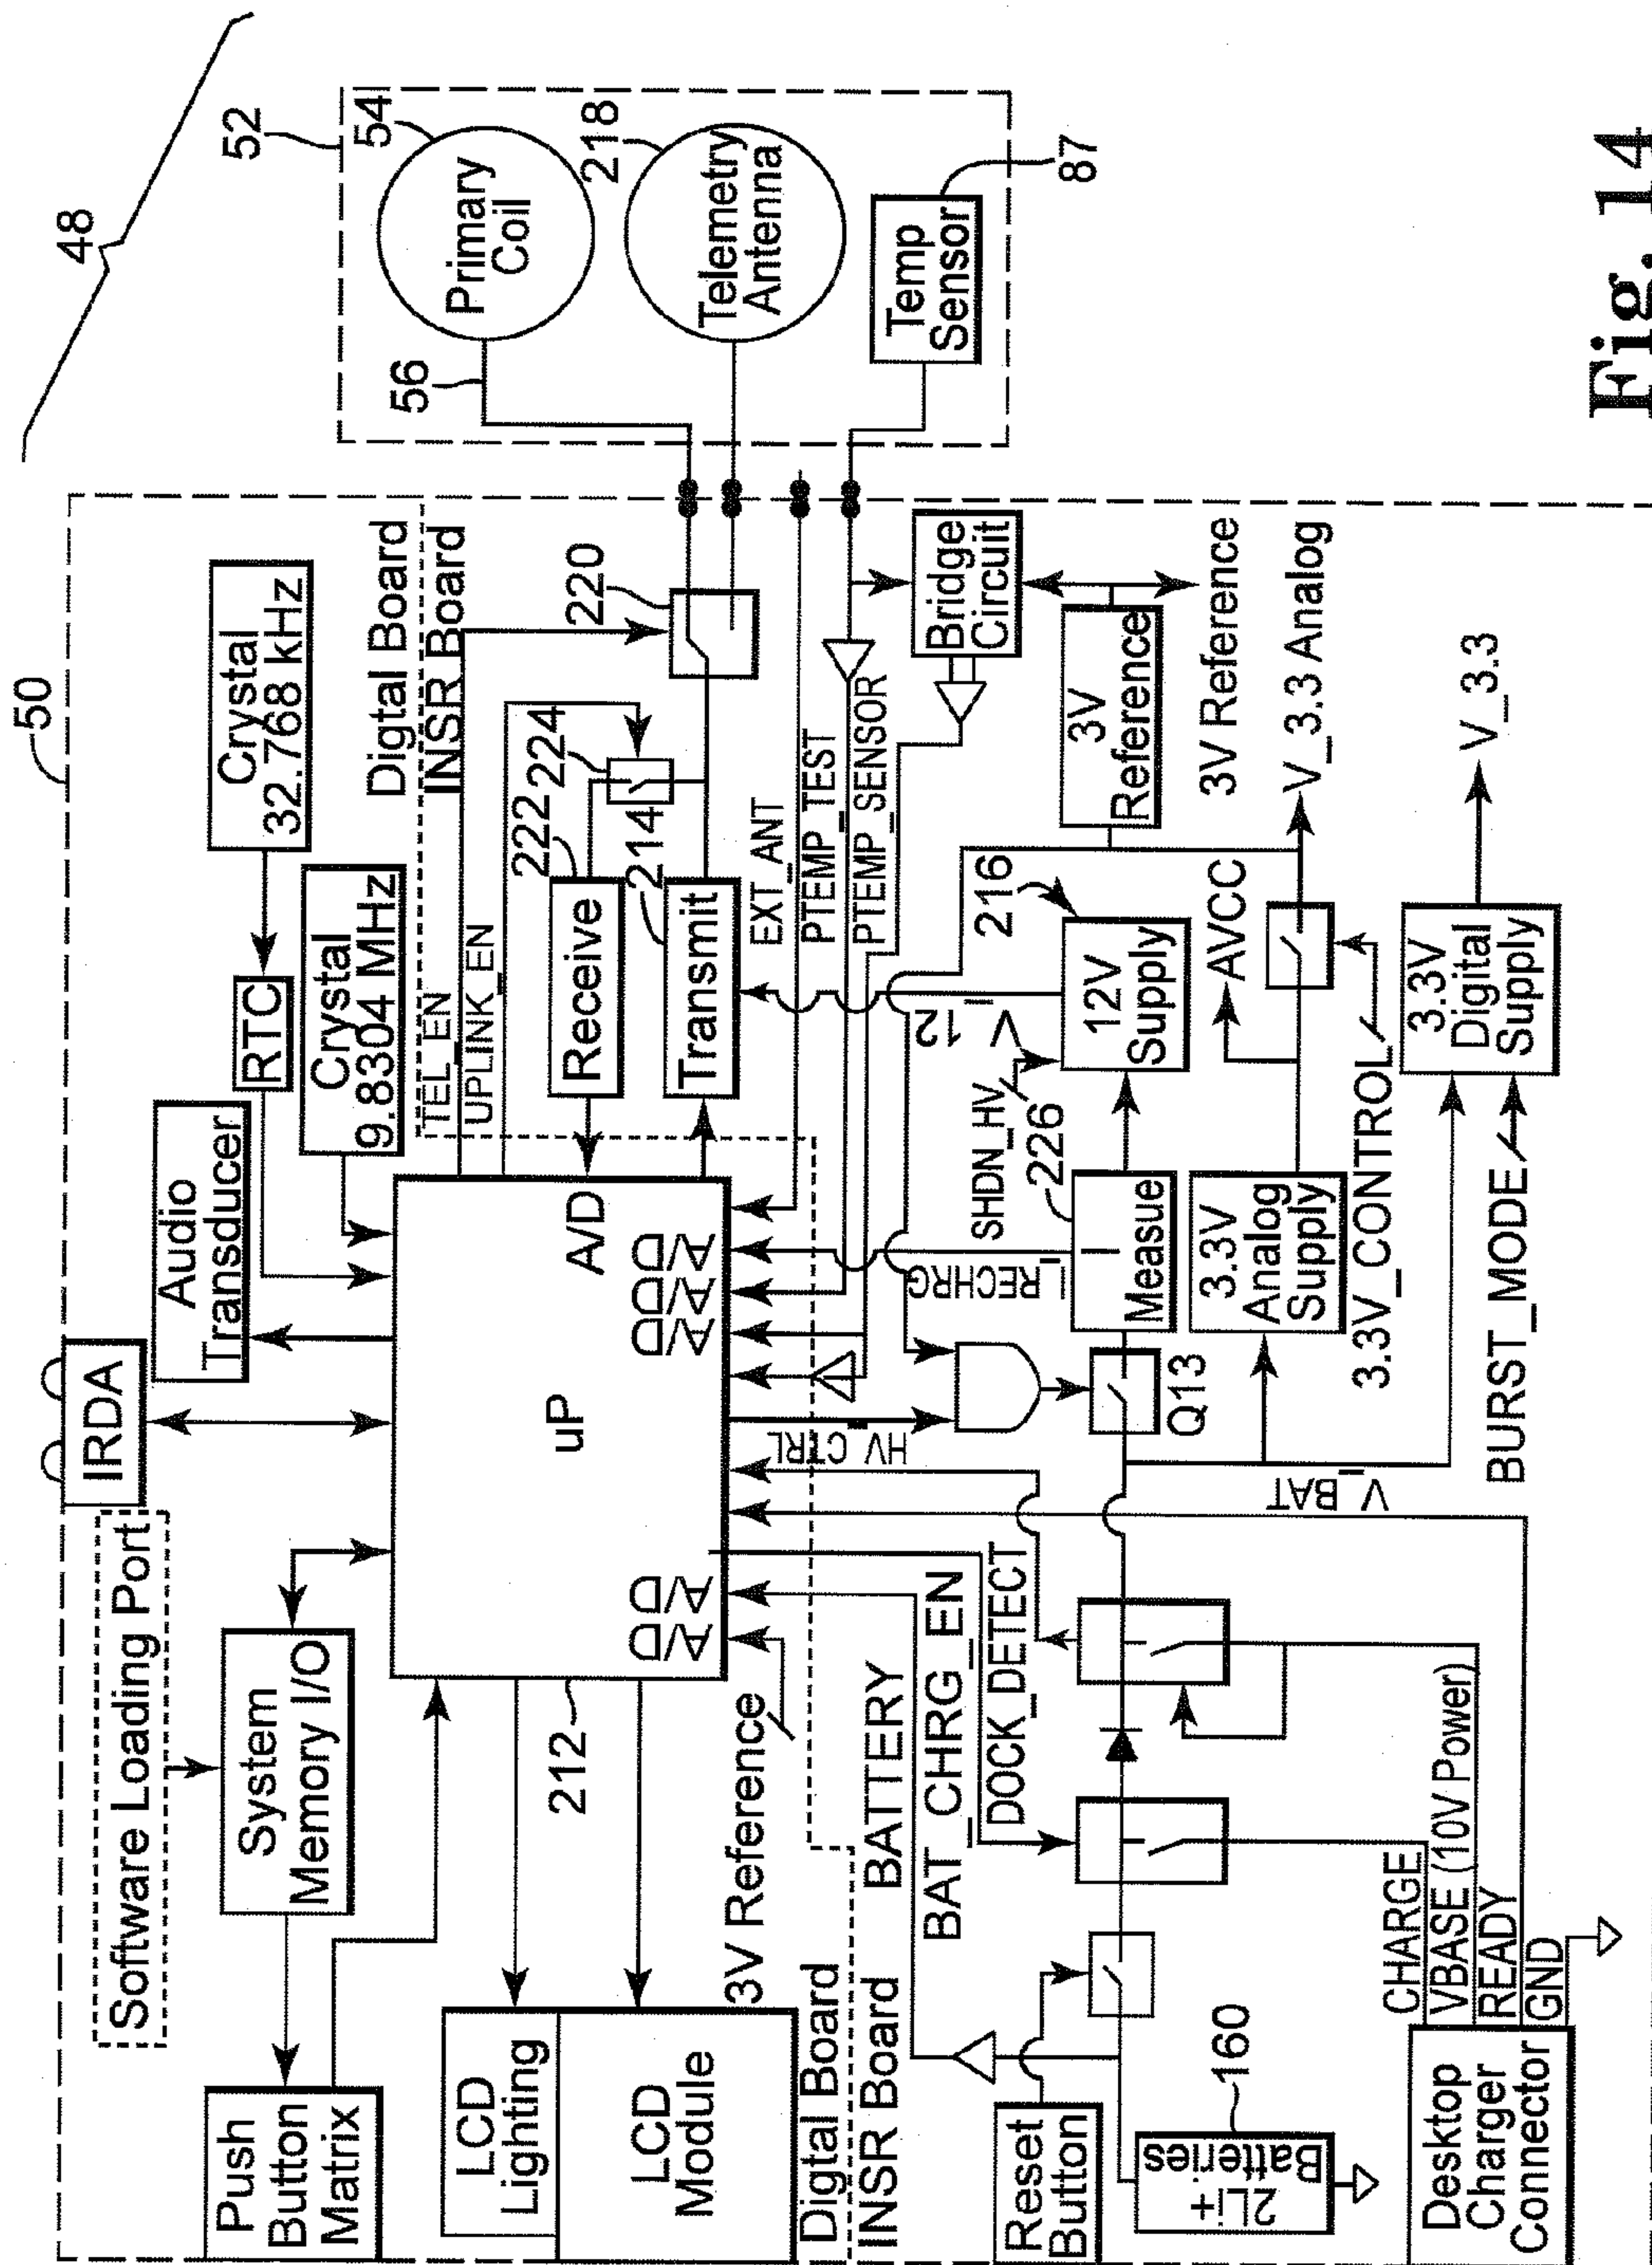 48
50
52
54
56
218
87
Software Loading Port
IRDA
Audio
Transducer
RTC
Crystal
32.768 kHz
Crystal
9.8304 MHz
Push
Button
Matrix
System
Memory I/O
LCD
Lighting
LCD
Module
212
uP
A/D
A/D
A/D
A/D
A/D
A/D
3V Reference
Digtal Board
INSR Board
Digtal Board
INSR Board
TEL_EN
UPLINK_EN
Receive
222
224
Transmit
214
220
Primary
Coil
Telemetry
Antenna
Temp
Sensor
EXT_ANT
PTEMP_TEST
PTEMP_SENSOR
Bridge
Circuit
3V
Reference
3V Reference
V_3.3 Analog
V_3.3
BATTERY
BAT_CHRG_EN
DOCK_DETECT
HV_CTRL
I_RECHRG
SHDN_HV
226
V_12
216
12V
Supply
I
Measue
Q13
AVCC
3.3V
Analog
Supply
3.3V_CONTROL
3.3V
Digital
Supply
BURST_MODE
V_BAT
Reset
Button
2Li+
Batteries
160
Desktop
Charger
Connector
CHARGE
VBASE (10V Power)
READY
GND
Fig. 14